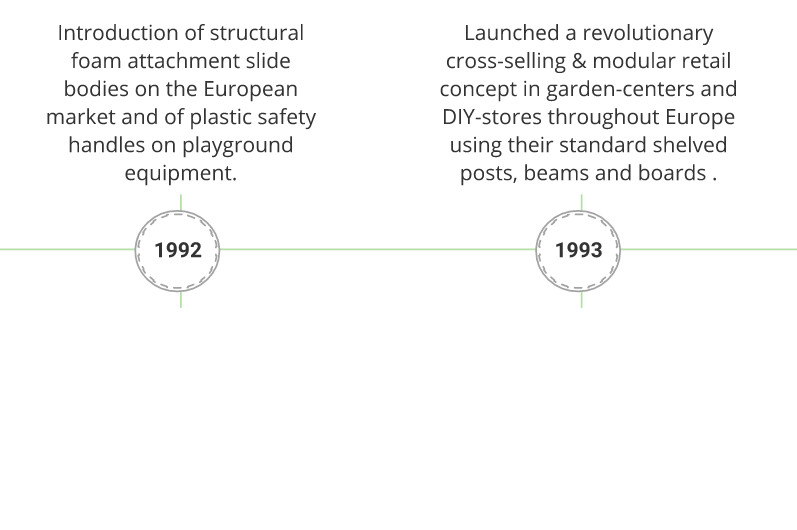 Introduction of structural
foam attachment slide
bodies on the European
market and of plastic safety
handles on playground
equipment.
1992
Launched a revolutionary
cross-selling & modular retail
concept in garden-centers and
DIY-stores throughout Europe
using their standard shelved
posts, beams and boards .
1993